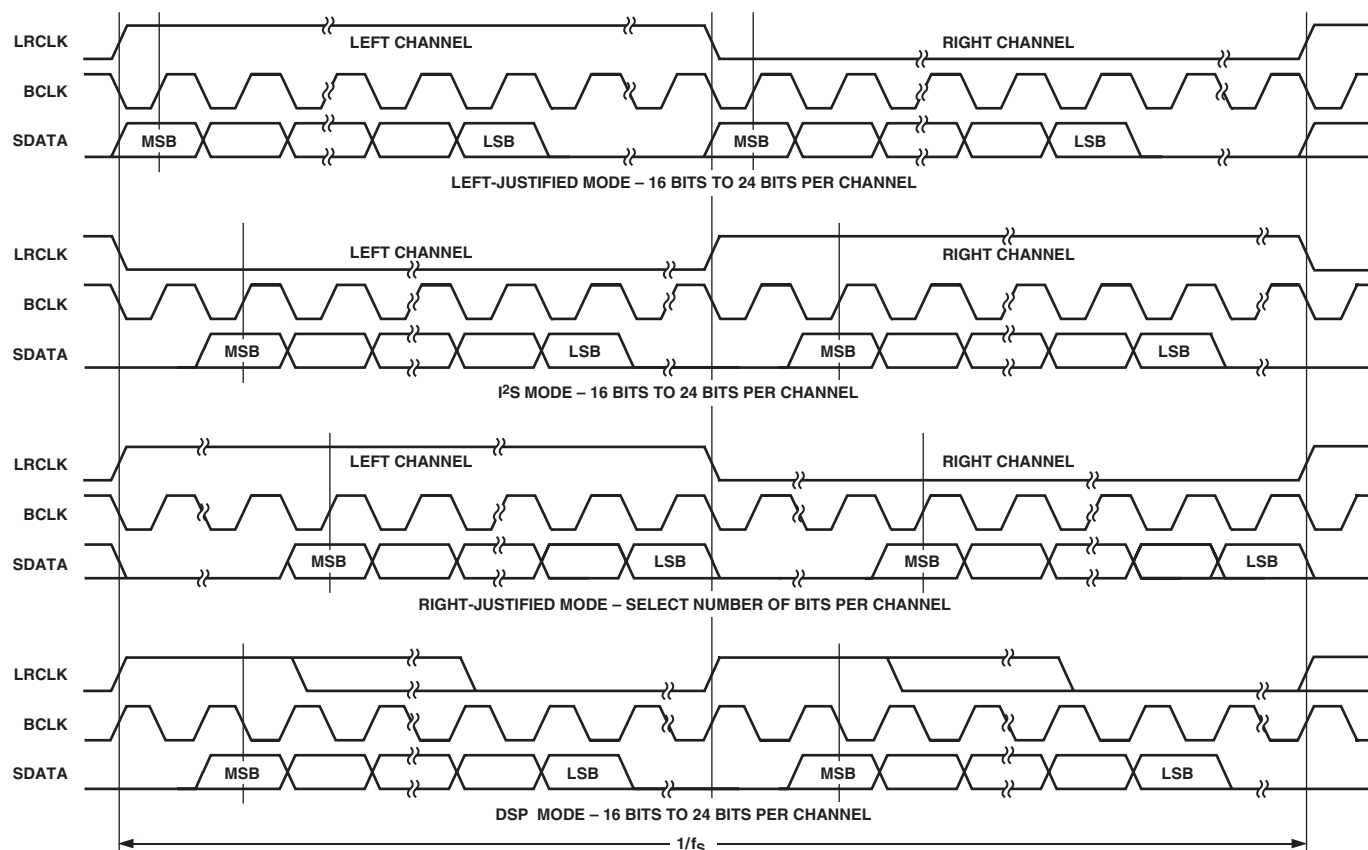 LRCLK
LEFT CHANNEL
RIGHT CHANNEL
BCLK
SDATA
MSB
LSB
MSB
LSB
LEFT-JUSTIFIED MODE – 16 BITS TO 24 BITS PER CHANNEL
LRCLK
LEFT CHANNEL
RIGHT CHANNEL
BCLK
SDATA
MSB
LSB
MSB
LSB
I²S MODE – 16 BITS TO 24 BITS PER CHANNEL
LRCLK
LEFT CHANNEL
RIGHT CHANNEL
BCLK
SDATA
MSB
LSB
MSB
LSB
RIGHT-JUSTIFIED MODE – SELECT NUMBER OF BITS PER CHANNEL
LRCLK
BCLK
SDATA
MSB
LSB
MSB
LSB
DSP MODE – 16 BITS TO 24 BITS PER CHANNEL
1/fS